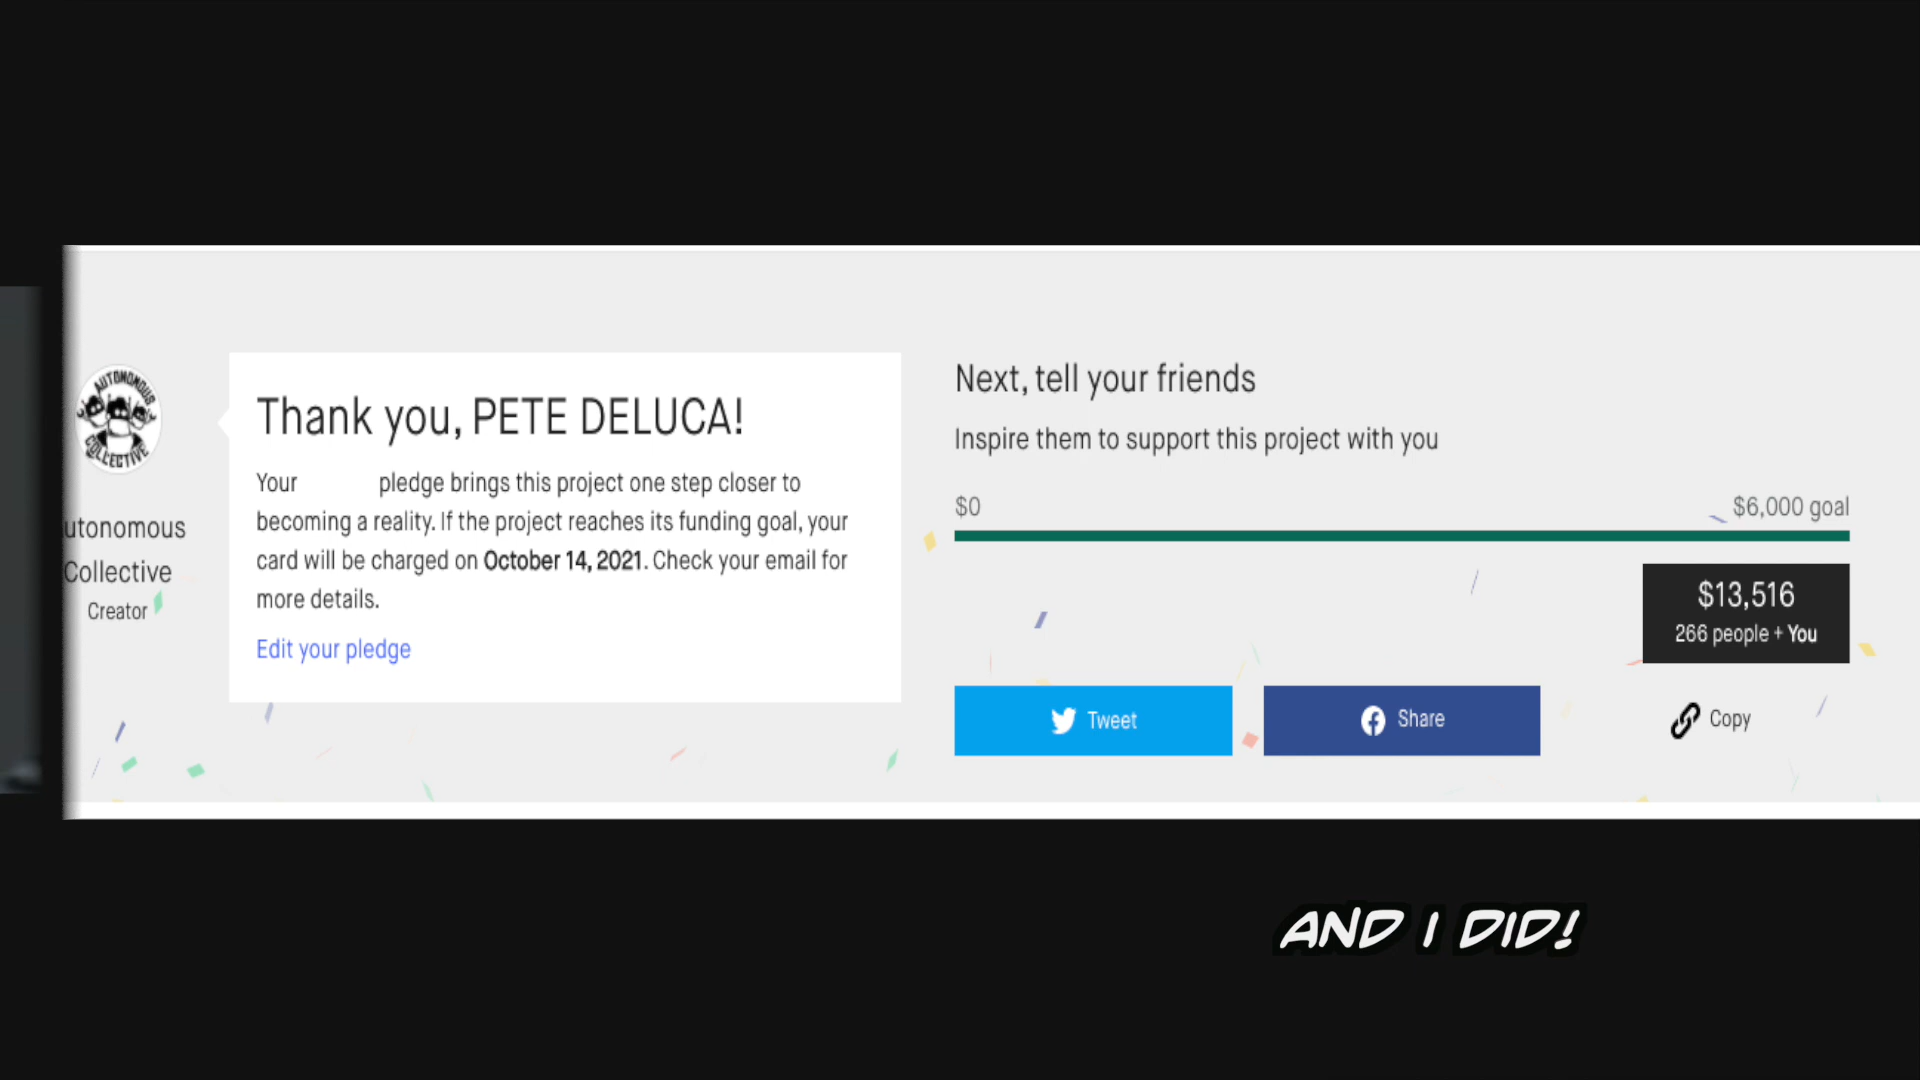 AUTONOMOUS
COLLECTIVE
utonomous
Collective
Creator
Thank you, PETE DELUCA!
Your pledge brings this project one step closer to
becoming a reality. If the project reaches its funding goal, your
card will be charged on October 14, 2021. Check your email for
more details.
Edit your pledge
Next, tell your friends
Inspire them to support this project with you
$0 $6,000 goal
$13,516
266 people + You
Tweet Share Copy
AND I DID!